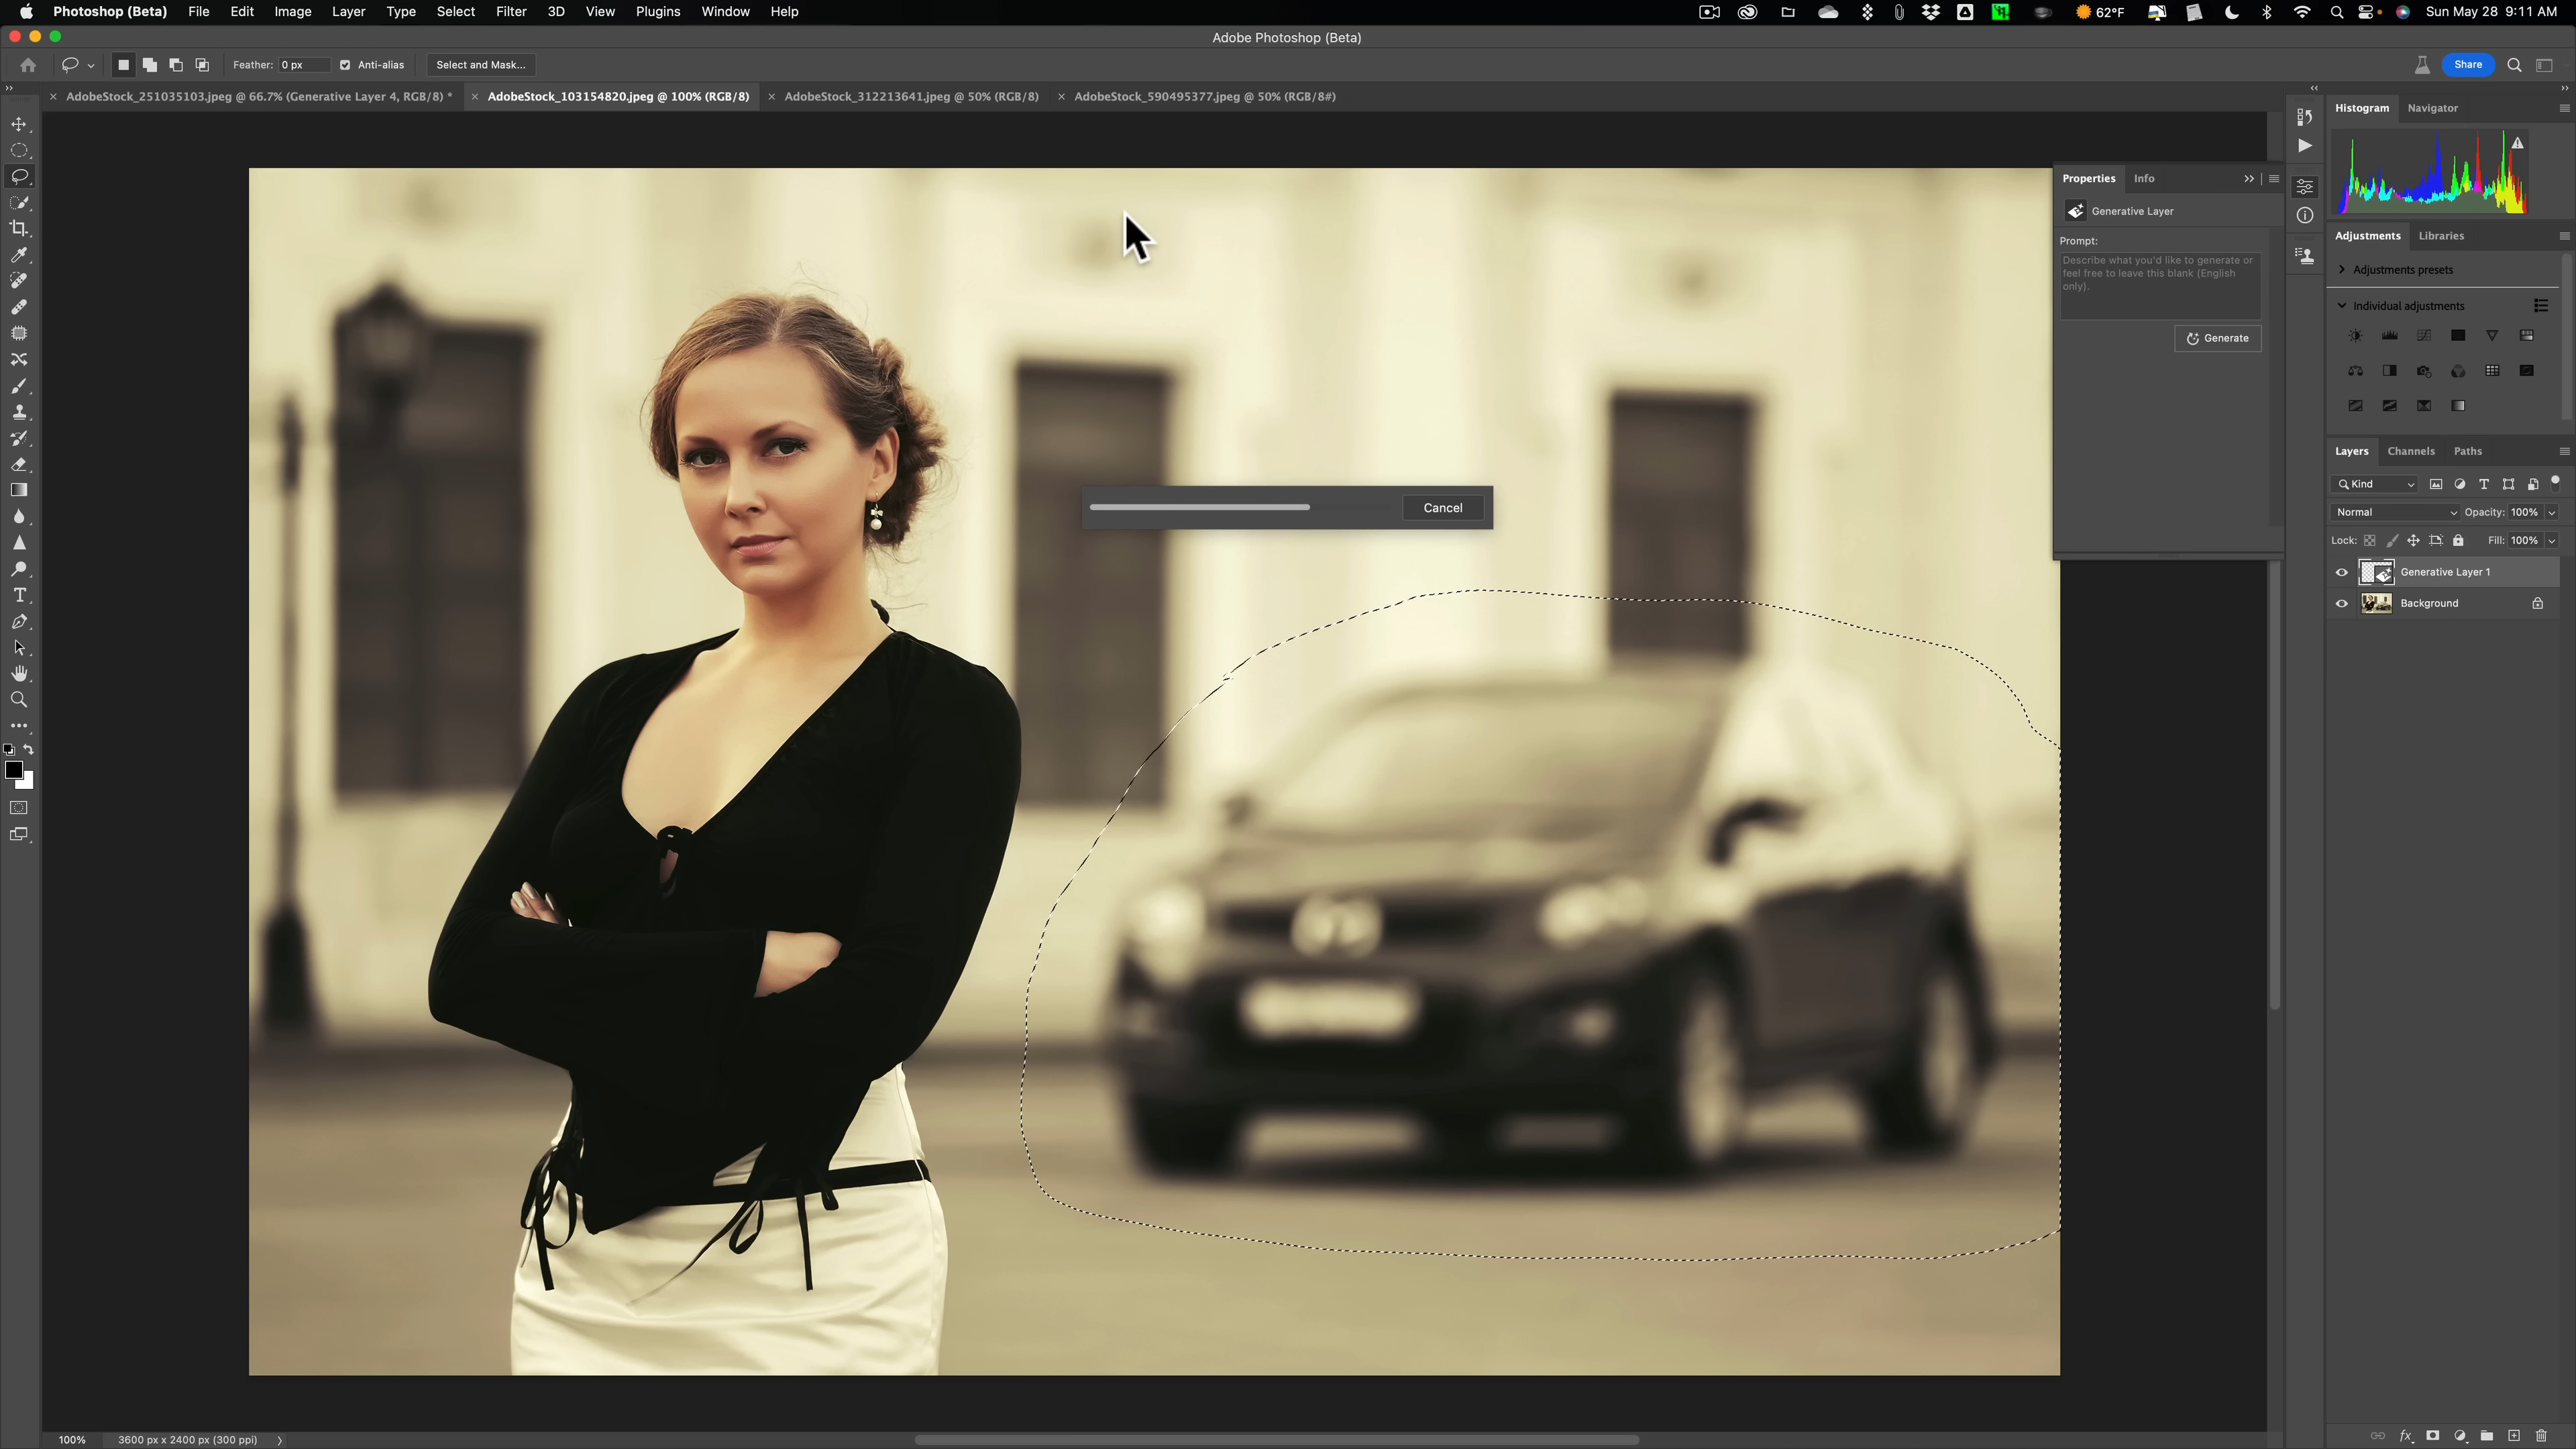 Photoshop (Beta) File Edit Image Layer Type Select Filter 3D View Plugins Window Help 62°F Sun May 28 9:11 AM
Adobe Photoshop (Beta)
Feather: 0 px Anti-alias Select and Mask... Share
AdobeStock_251035103.jpeg @ 66.7% (Generative Layer 4, RGB/8) * AdobeStock_103154820.jpeg @ 100% (RGB/8) AdobeStock_312213641.jpeg @ 50% (RGB/8) AdobeStock_590495377.jpeg @ 50% (RGB/8#)
Histogram Navigator
Properties Info
Generative Layer
Prompt:
Describe what you'd like to generate or
feel free to leave this blank (English
only).
Generate
Adjustments Libraries
Adjustments presets
Individual adjustments
Cancel
Layers Channels Paths
Kind
Normal Opacity: 100%
Lock: Fill: 100%
Generative Layer 1
Background
100% 3600 px x 2400 px (300 ppi)